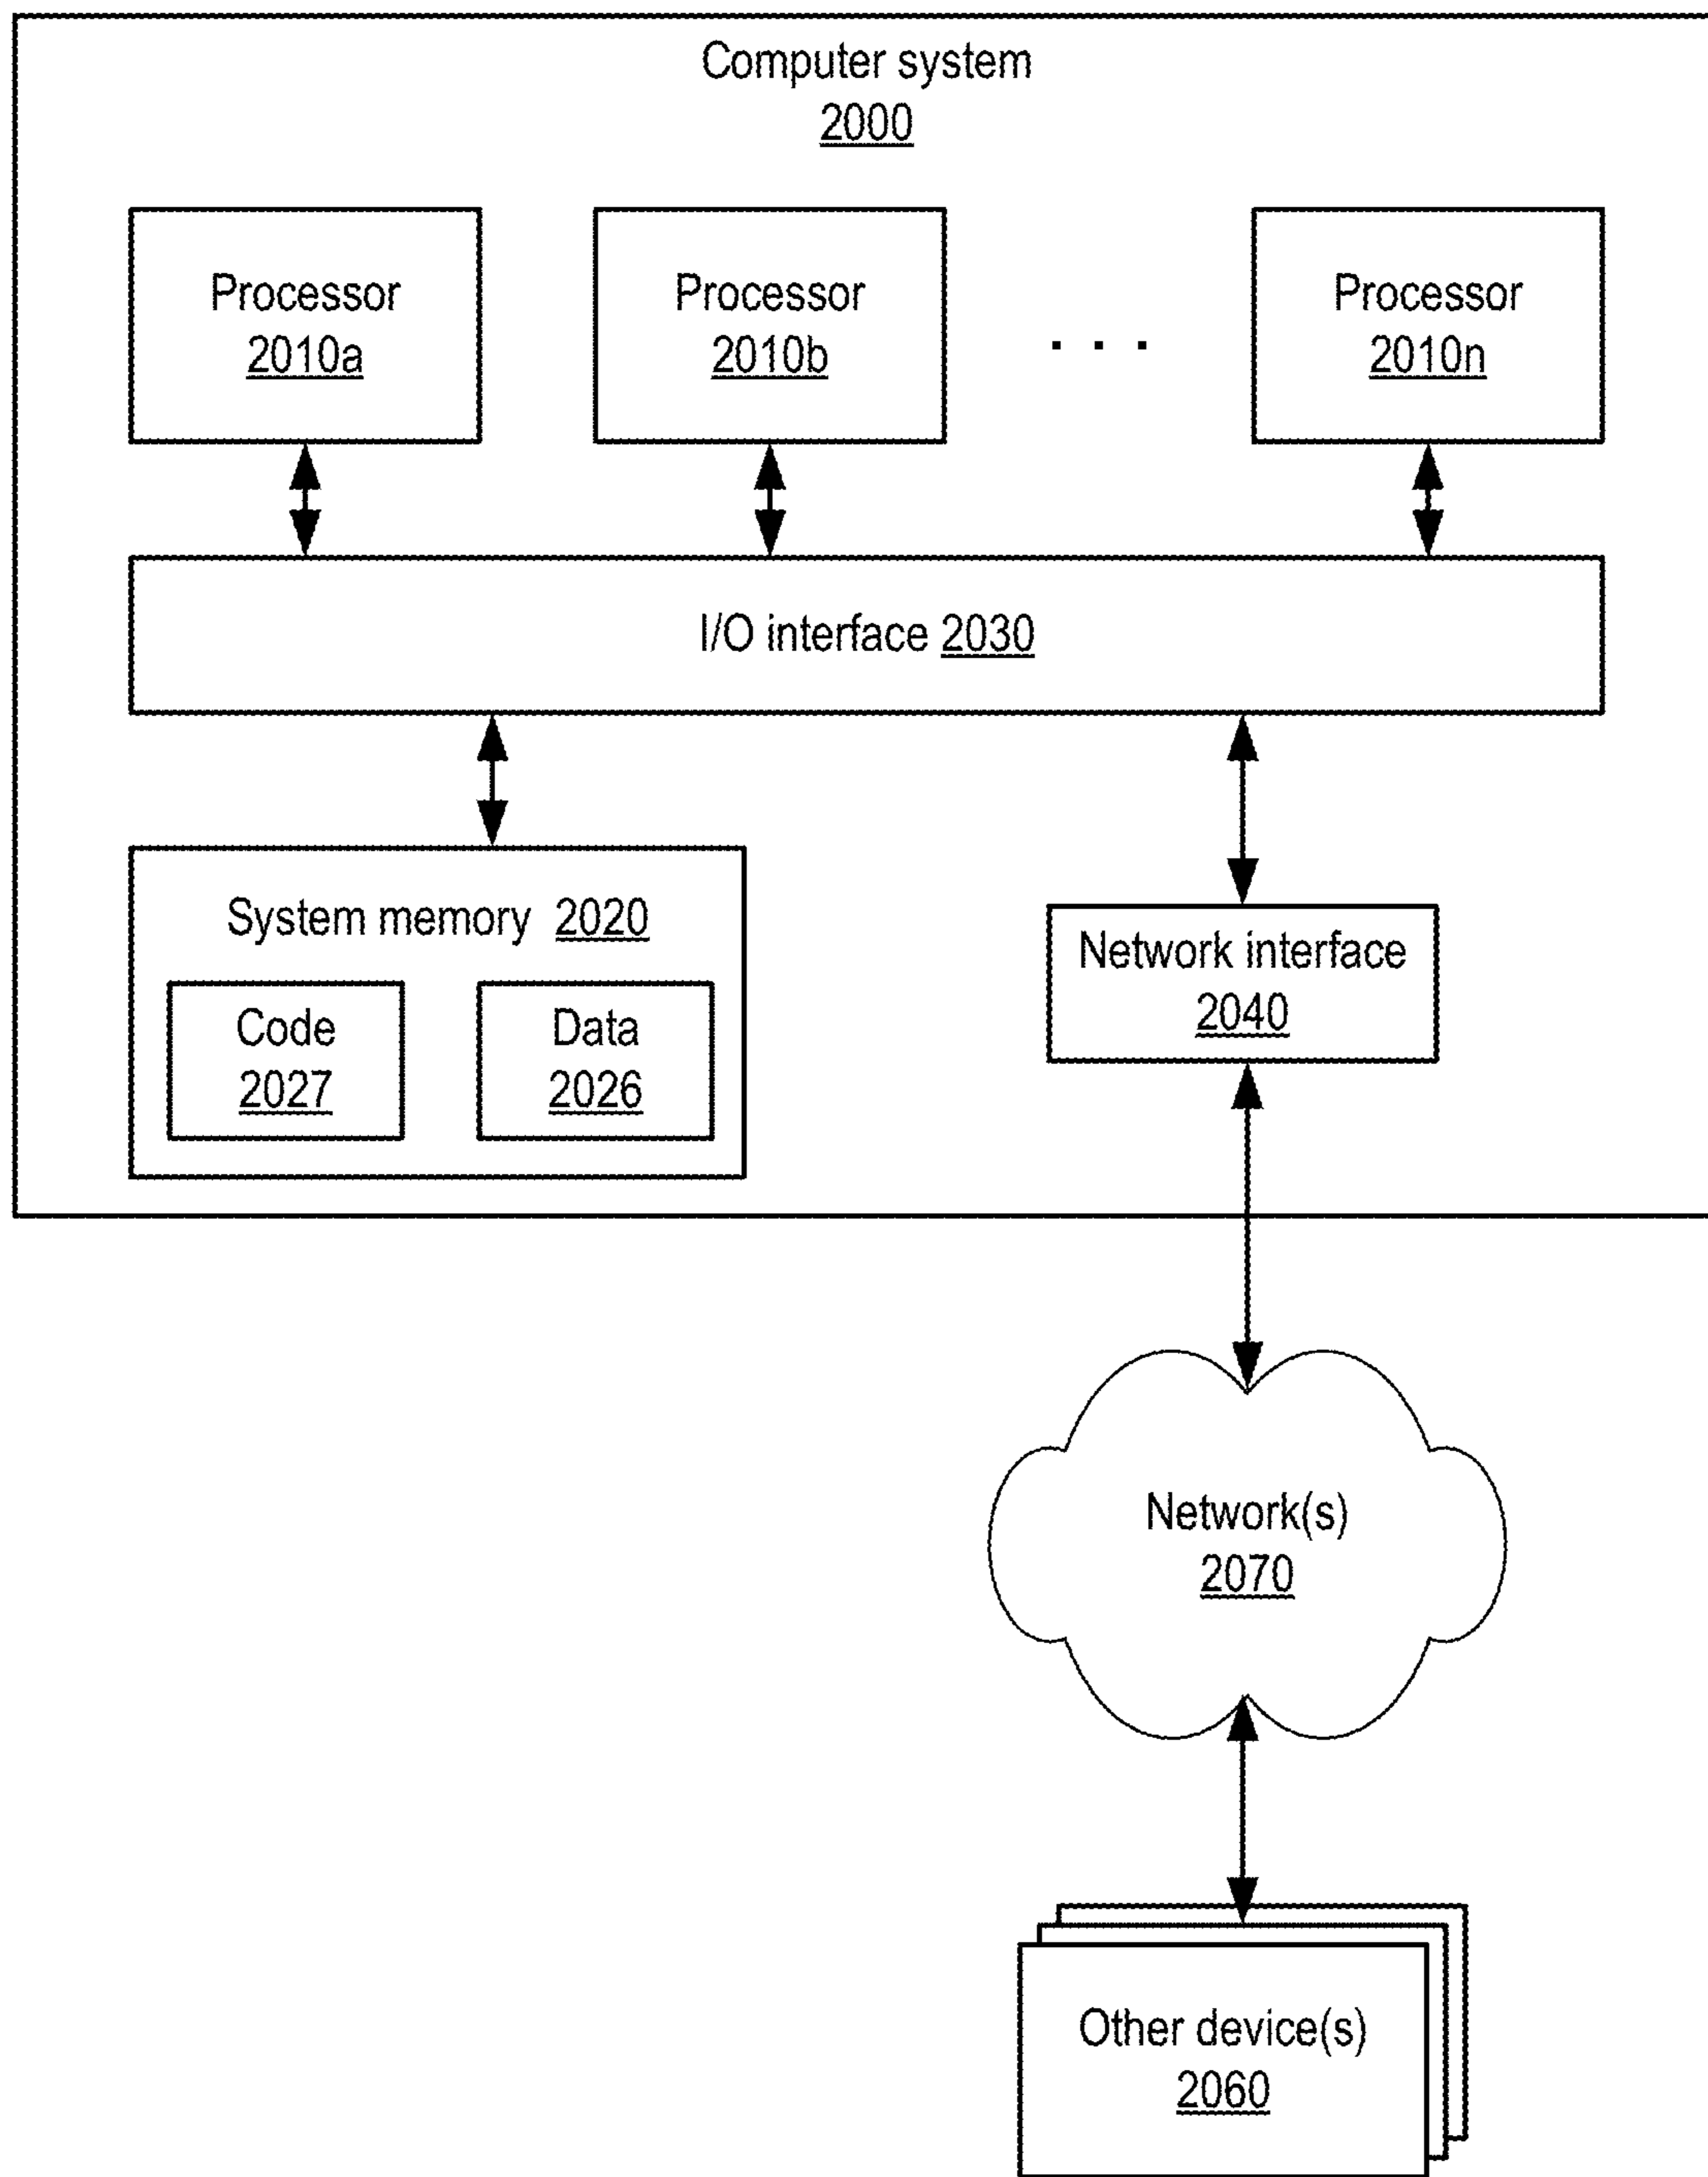 Computer system
2000
Processor
2010a
Processor
2010b
. . .
Processor
2010n
I/O interface 2030
System memory 2020
Code
2027
Data
2026
Network interface
2040
Network(s)
2070
Other device(s)
2060